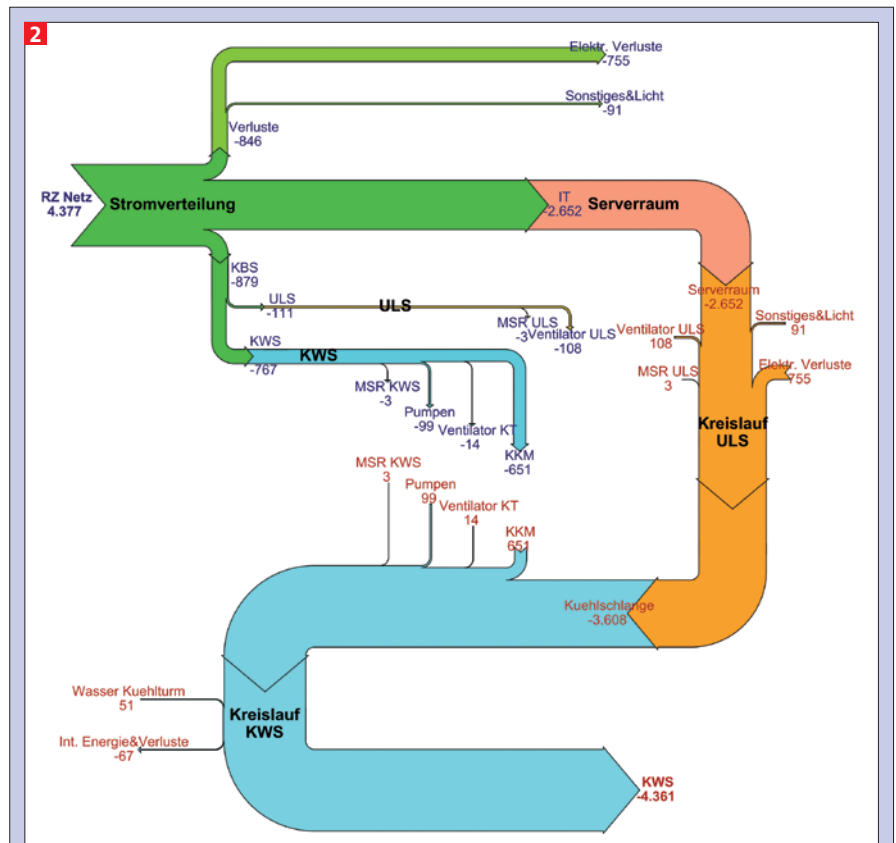 2
Elektr. Verluste
-755
Sonstiges&Licht
-91
Verluste
-846
RZ Netz
4.377
Stromverteilung
IT
-2.652
Serverraum
KBS
-879
ULS
-111
ULS
MSR ULS
-3
Ventilator ULS
-108
KWS
-767
KWS
MSR KWS
-3
Pumpen
-99
Ventilator KT
-14
KKM
-651
Serverraum
-2.652
Sonstiges&Licht
91
Ventilator ULS
108
Elektr. Verluste
755
MSR ULS
3
Kreislauf
ULS
MSR KWS
3
Pumpen
99
Ventilator KT
14
KKM
651
Kuehlschlange
-3.608
Wasser Kuehlturm
51
Kreislauf
KWS
Int. Energie&Verluste
-67
KWS
-4.361